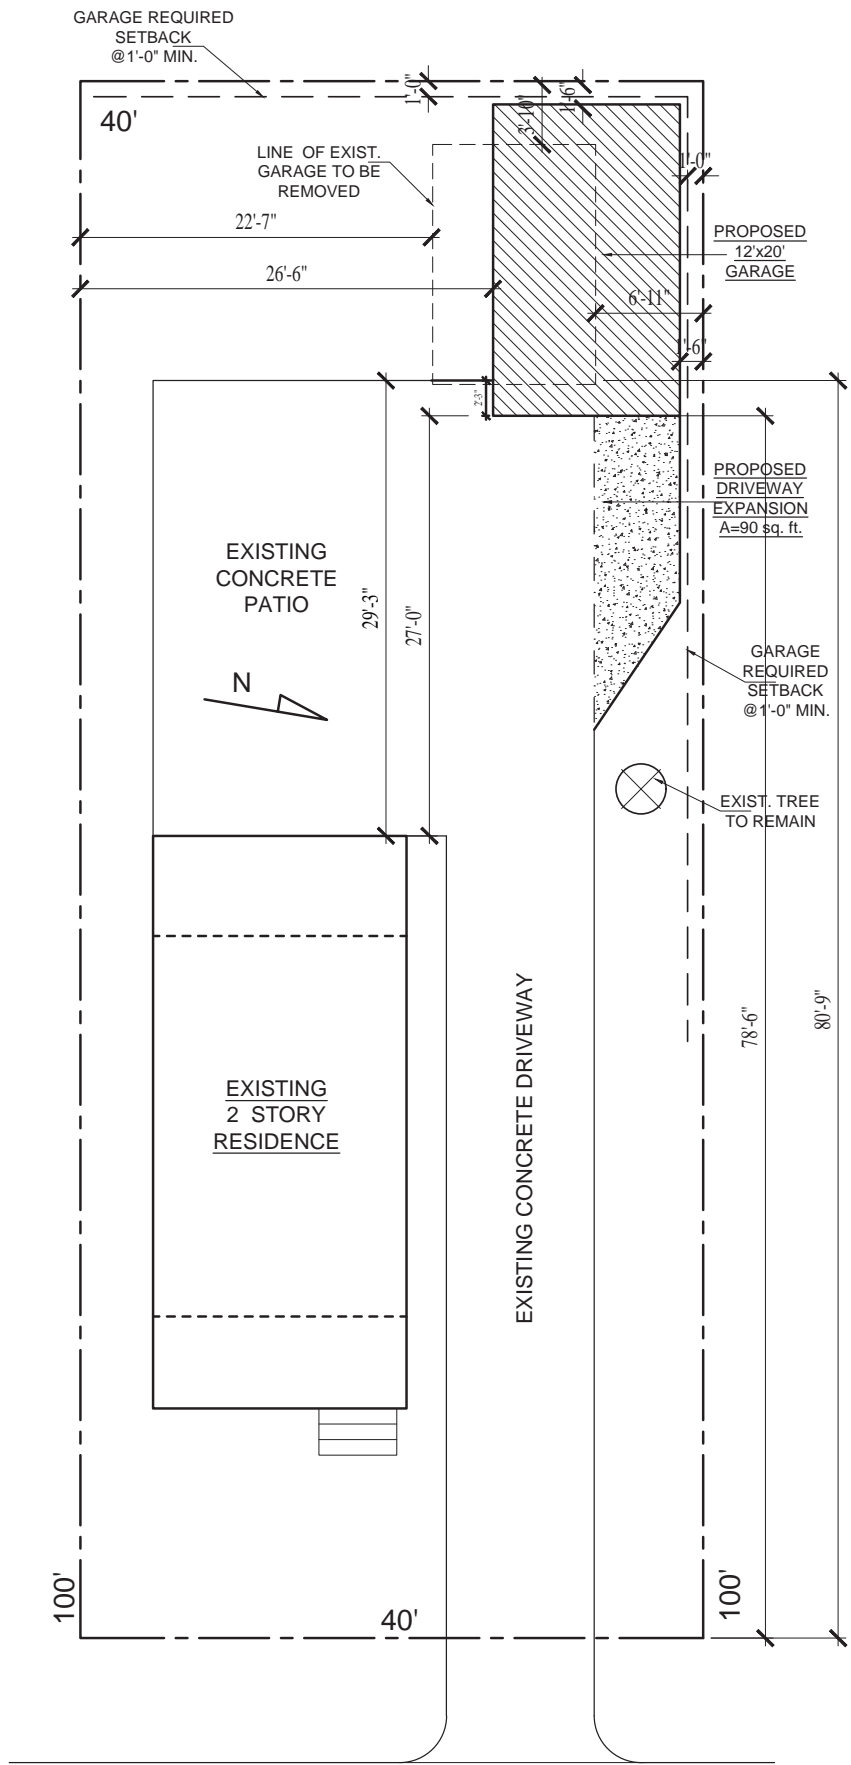 GARAGE REQUIRED
SETBACK
@1'-0" MIN.
1'-0"
3'-10"
1'-6"
40'
LINE OF EXIST.
GARAGE TO BE
REMOVED
1'-0"
22'-7"
PROPOSED
12'x20'
GARAGE
26'-6"
6'-11"
1'-6"
2'-3"
PROPOSED
DRIVEWAY
EXPANSION
A=90 sq. ft.
EXISTING
CONCRETE
PATIO
29'-3"
27'-0"
N
GARAGE
REQUIRED
SETBACK
@1'-0" MIN.
EXIST. TREE
TO REMAIN
78'-6"
80'-9"
EXISTING
2 STORY
RESIDENCE
EXISTING CONCRETE DRIVEWAY
100'
40'
100'